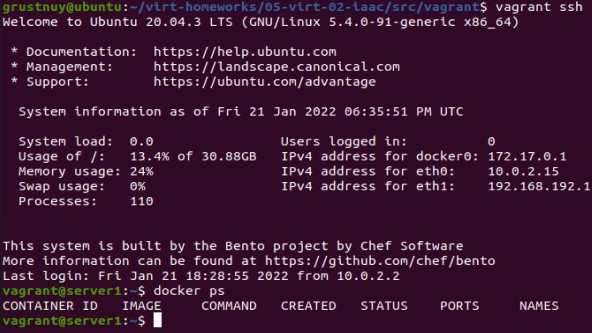 grustnuy@ubuntu:~/virt-homeworks/05-virt-02-iaac/src/vagrant$ vagrant ssh
Welcome to Ubuntu 20.04.3 LTS (GNU/Linux 5.4.0-91-generic x86_64)
* Documentation:  https://help.ubuntu.com
* Management:     https://landscape.canonical.com
* Support:        https://ubuntu.com/advantage
System information as of Fri 21 Jan 2022 06:35:51 PM UTC
System load:  0.0                Users logged in:          0
Usage of /:   13.4% of 30.88GB   IPv4 address for docker0: 172.17.0.1
Memory usage: 24%                IPv4 address for eth0:    10.0.2.15
Swap usage:   0%                 IPv4 address for eth1:    192.168.192.1
Processes:    110
This system is built by the Bento project by Chef Software
More information can be found at https://github.com/chef/bento
Last login: Fri Jan 21 18:28:55 2022 from 10.0.2.2
vagrant@server1:~$ docker ps
CONTAINER ID   IMAGE     COMMAND   CREATED   STATUS    PORTS     NAMES
vagrant@server1:~$